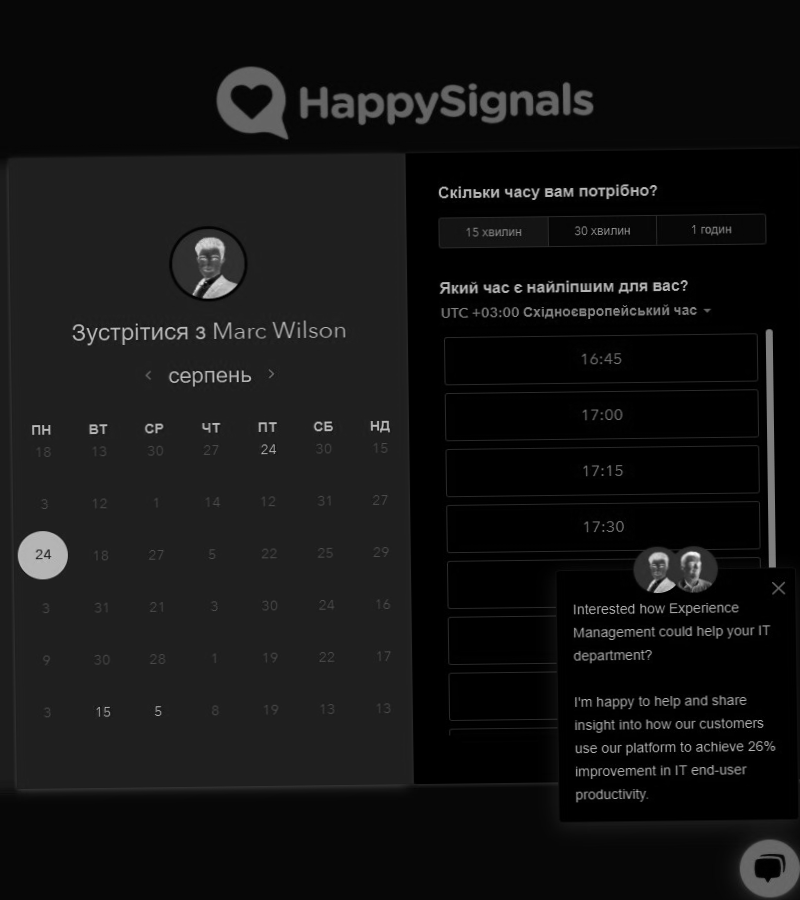 HappySignals
Зустрітися з Marc Wilson
серпень
ПН ВТ СР ЧТ ПТ СБ НД
18 13 30 27 24 30 15
3 12 1 14 12 31 27
24 18 27 5 22 25 29
3 31 21 3 30 24 16
9 30 28 1 19 22 17
3 15 5 8 19 13 13
Скільки часу вам потрібно?
15 хвилин 30 хвилин 1 годин
Який час є найліпшим для вас?
UTC +03:00 Східноєвропейський час
16:45
17:00
17:15
17:30
Interested how Experience
Management could help your IT
department?
I'm happy to help and share
insight into how our customers
use our platform to achieve 26%
improvement in IT end-user
productivity.